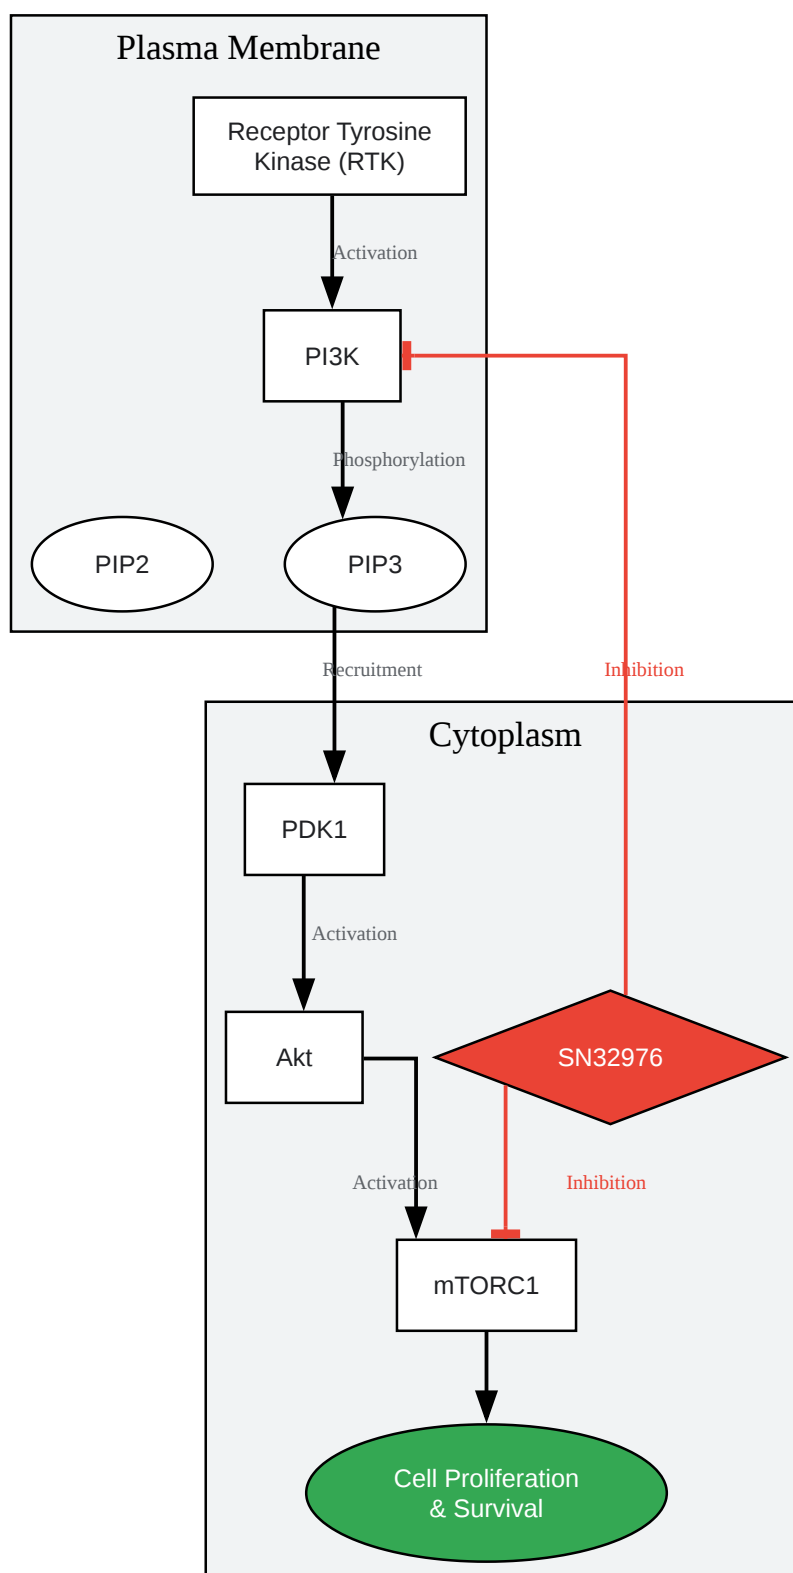 Plasma Membrane
Receptor Tyrosine
Kinase (RTK)
Activation
PI3K
Phosphorylation
PIP2
PIP3
Recruitment
Inhibition
Cytoplasm
PDK1
Activation
Akt
SN32976
Activation
Inhibition
mTORC1
Cell Proliferation
& Survival